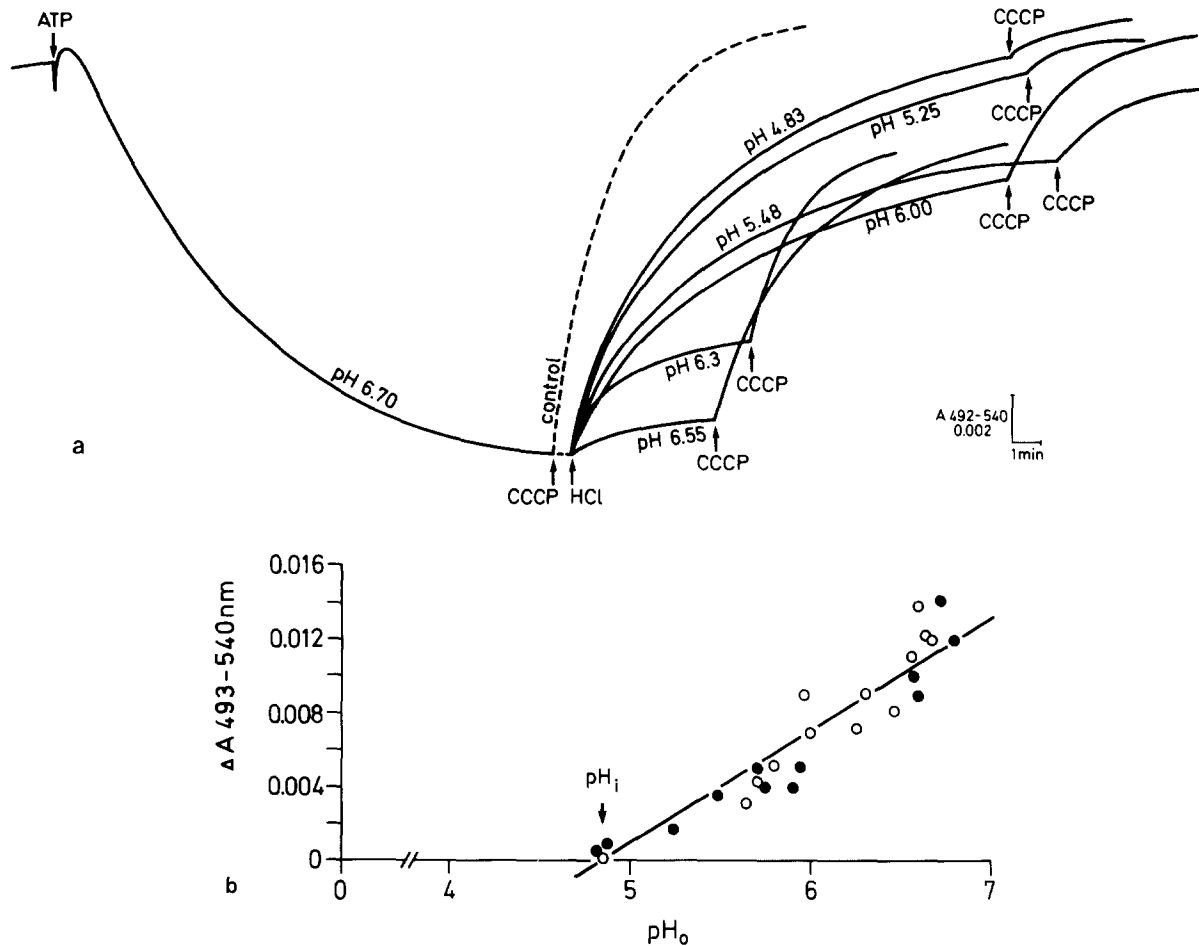 ATP
CCCP
pH 4.83
pH 5.25
CCCP
pH 5.48
CCCP
pH 6.00
CCCP
pH 6.3
CCCP
pH 6.70
control
pH 6.55
CCCP
A 492-540
0.002
1min
a
CCCP HCl
Δ A 493-540nm
0.016
0.012
0.008
0.004
0
pHi
b
0 4 5 6 7
pHo